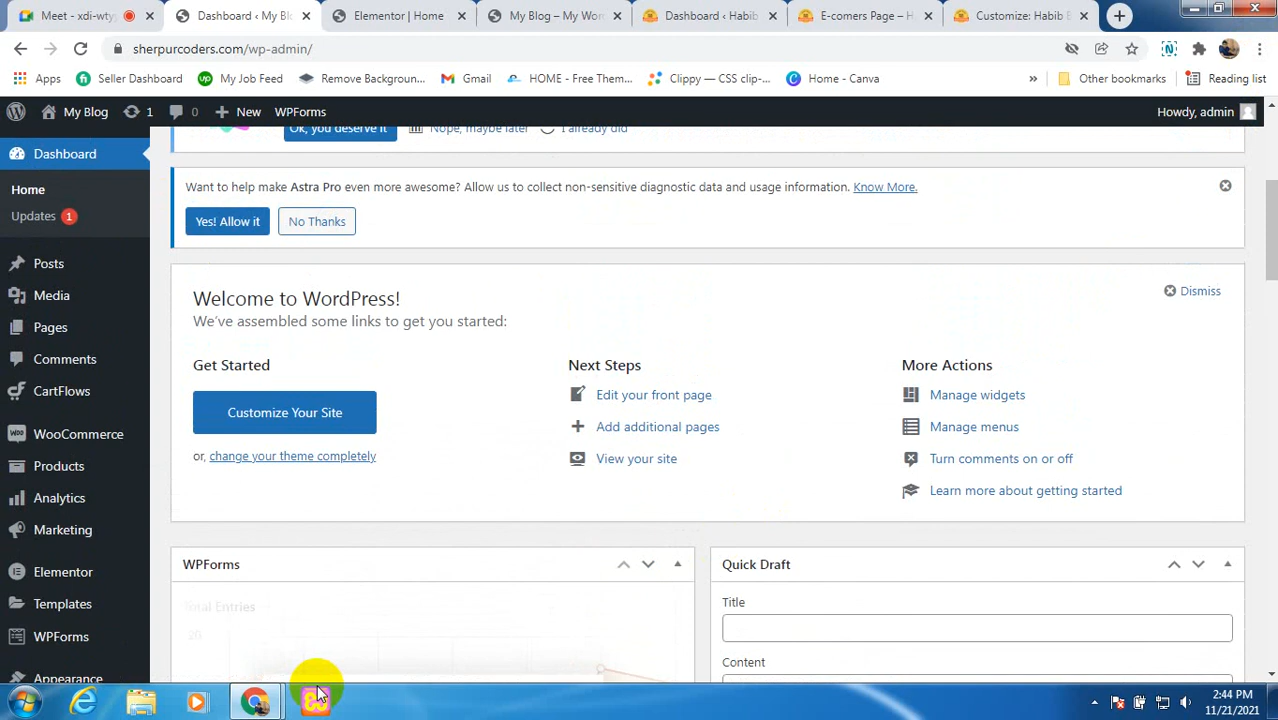 Meet - xdi-wty
Dashboard ‹ My Bl
Elementor | Home
My Blog – My Wor
Dashboard ‹ Habib
E-comers Page – H
Customize: Habib E
sherpurcoders.com/wp-admin/
Apps
Seller Dashboard
My Job Feed
Remove Backgroun...
Gmail
HOME - Free Them...
Clippy — CSS clip-...
Home - Canva
»
Other bookmarks
Reading list
My Blog
1
0
New
WPForms
Howdy, admin
Dashboard
Home
Updates 1
Posts
Media
Pages
Comments
CartFlows
WooCommerce
Products
Analytics
Marketing
Elementor
Templates
WPForms
Appearance
Ok, you deserve it
Nope, maybe later
I already did
Want to help make Astra Pro even more awesome? Allow us to collect non-sensitive diagnostic data and usage information. Know More.
Yes! Allow it
No Thanks
Welcome to WordPress!
Dismiss
We've assembled some links to get you started:
Get Started
Customize Your Site
or, change your theme completely
Next Steps
Edit your front page
Add additional pages
View your site
More Actions
Manage widgets
Manage menus
Turn comments on or off
Learn more about getting started
WPForms
Total Entries
20
Quick Draft
Title
Content
2:44 PM
11/21/2021